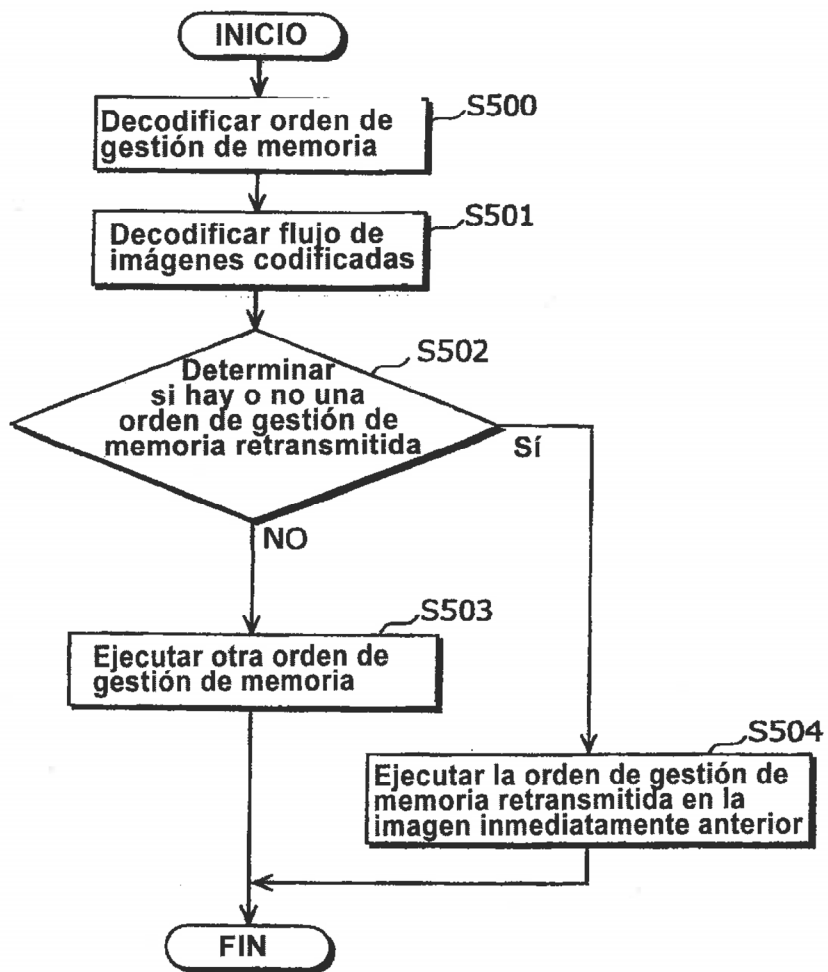 INICIO
Decodificar orden de
gestión de memoria
S500
Decodificar flujo de
imágenes codificadas
S501
S502
Determinar
si hay o no una
orden de gestión de
memoria retransmitida
Sí
NO
S503
Ejecutar otra orden de
gestión de memoria
S504
Ejecutar la orden de gestión de
memoria retransmitida en la
imagen inmediatamente anterior
FIN